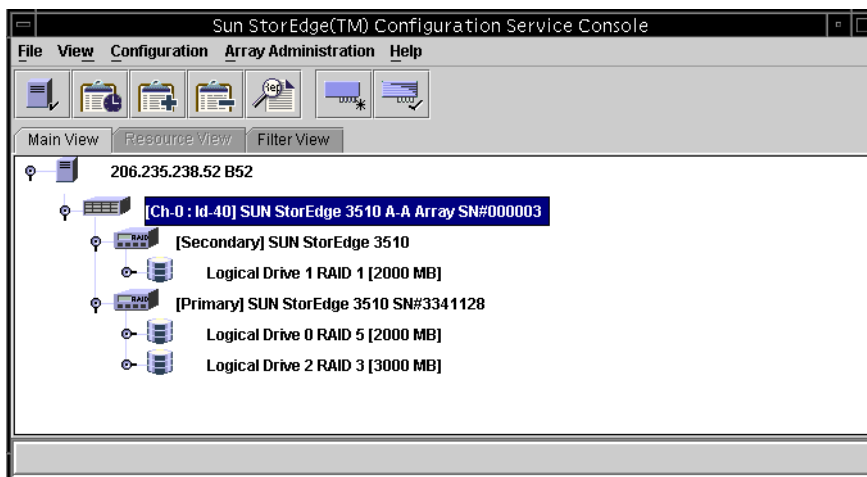 Sun StorEdge(TM) Configuration Service Console
File View Configuration Array Administration Help
Rep
Main View Resource View Filter View
206.235.238.52 B52
[Ch-0 : Id-40] SUN StorEdge 3510 A-A Array SN#000003
RAID
[Secondary] SUN StorEdge 3510
Logical Drive 1 RAID 1 [2000 MB]
RAID
[Primary] SUN StorEdge 3510 SN#3341128
Logical Drive 0 RAID 5 [2000 MB]
Logical Drive 2 RAID 3 [3000 MB]